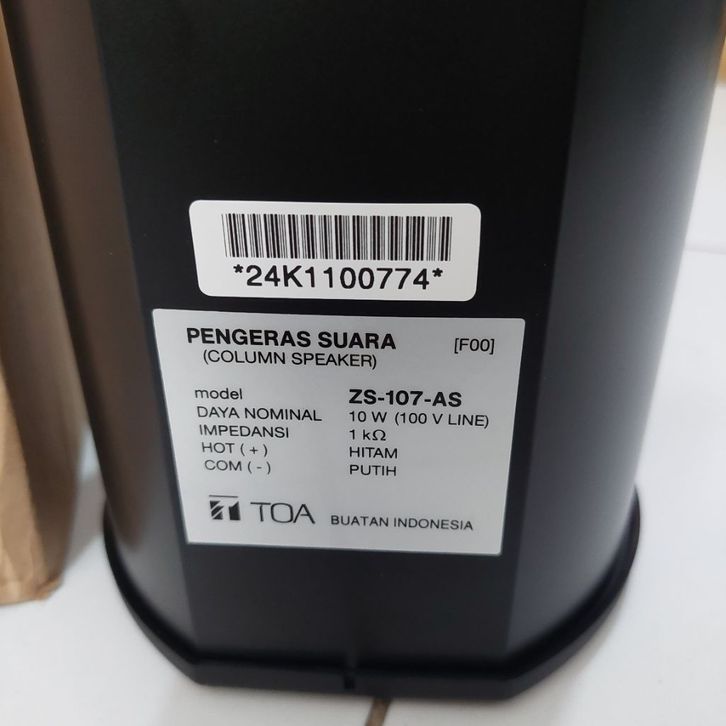 *24K1100774*
PENGERAS SUARA [F00]
(COLUMN SPEAKER)
model ZS-107-AS
DAYA NOMINAL 10 W (100 V LINE)
IMPEDANSI 1 kΩ
HOT ( + ) HITAM
COM ( - ) PUTIH
TOA BUATAN INDONESIA